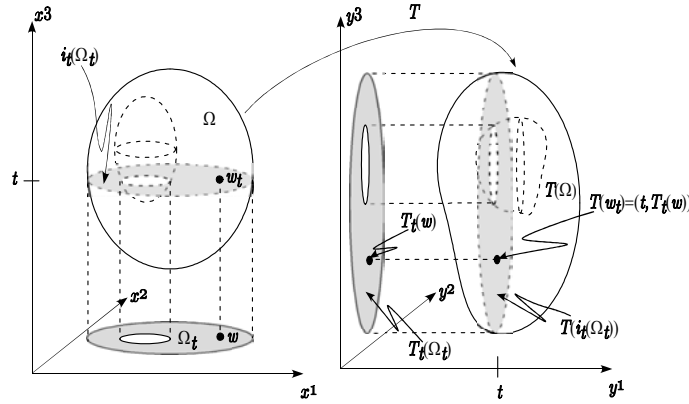 x3
i_t(Ω_t)
Ω
t
w_t
x2
Ω_t
w
x1
T
y3
T(Ω)
T(w_t)=(t,T_t(w))
T_t(w)
y2
T_t(Ω_t)
T(i_t(Ω_t))
t
y1